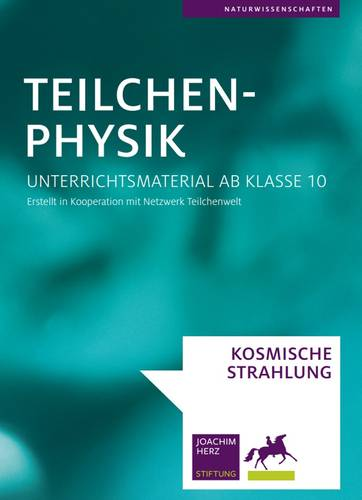 NATURWISSENSCHAFTEN
TEILCHEN-
PHYSIK
UNTERRICHTSMATERIAL AB KLASSE 10
Erstellt in Kooperation mit Netzwerk Teilchenwelt
KOSMISCHE
STRAHLUNG
JOACHIM
HERZ
STIFTUNG